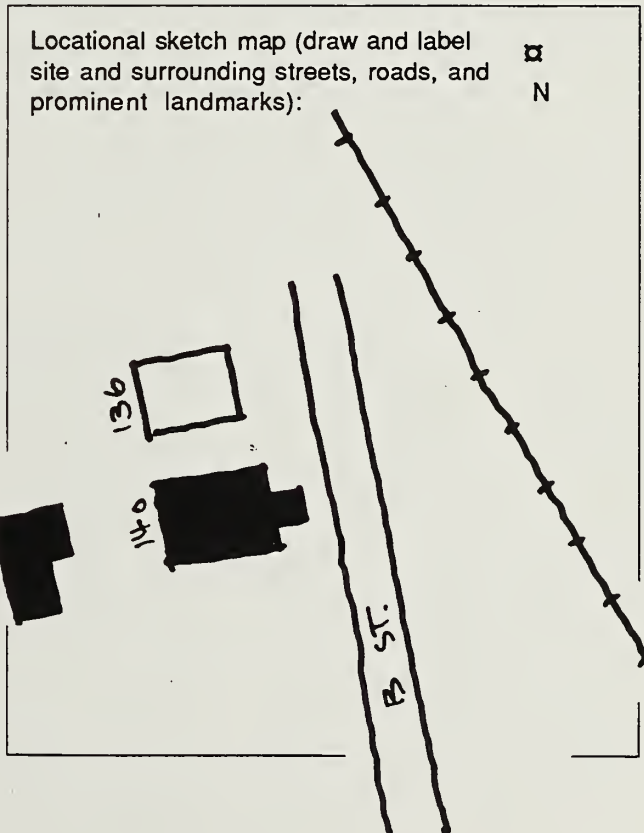 Locational sketch map (draw and label
site and surrounding streets, roads, and
prominent landmarks):
¤
N
136
140
B ST.